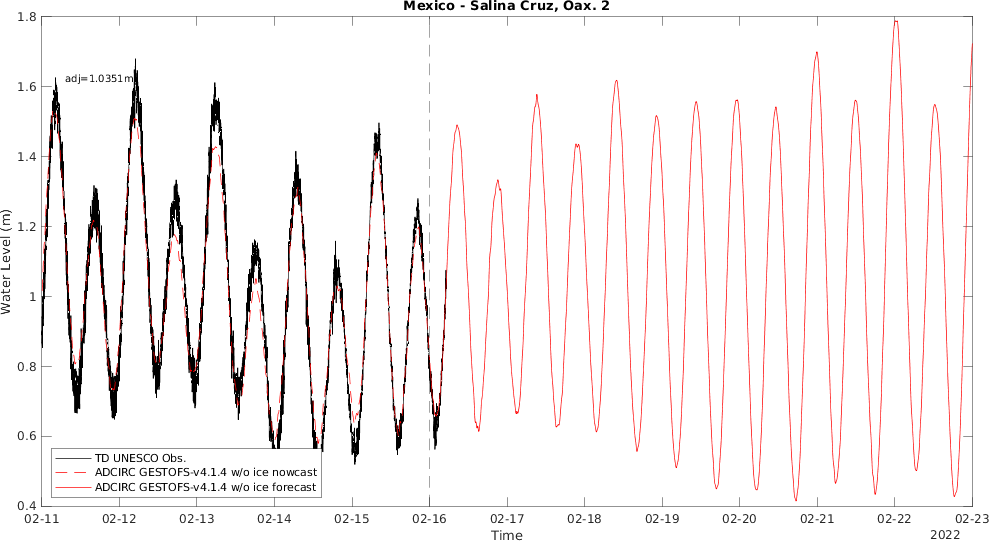 Mexico - Salina Cruz, Oax. 2
1.8
1.6
1.4
1.2
1
0.8
0.6
0.4
Water Level (m)
adj=1.0351m
TD UNESCO Obs.
ADCIRC GESTOFS-v4.1.4 w/o ice nowcast
ADCIRC GESTOFS-v4.1.4 w/o ice forecast
02-11 02-12 02-13 02-14 02-15 02-16 02-17 02-18 02-19 02-20 02-21 02-22 02-23
Time
2022